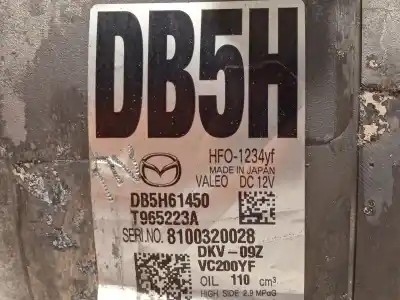 DB5H
HFO-1234yf
MADE IN JAPAN
VALEO DC 12V
DB5H61450
T965223A
SERI.NO. 8100320028
DKV-09Z
VC200YF
OIL 110 cm³
HIGH SIDE 2.9 MPaG